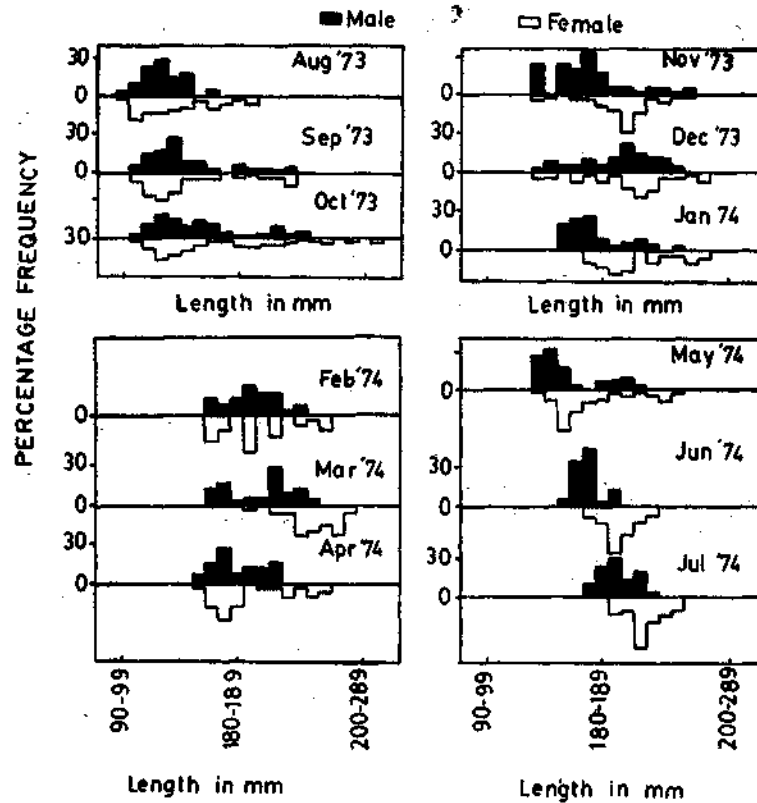 Male Female
PERCENTAGE FREQUENCY
30
0
Aug '73
30
0
Sep '73
30
Oct '73
Length in mm
Nov '73
30
0
Dec '73
30
0
Jan 74
Length in mm
0
Feb '74
30
0
Mar '74
30
0
Apr '74
90-99
180-189
200-289
Length in mm
0
May '74
30
0
Jun '74
30
0
Jul '74
90-99
180-189
200-289
Length in mm